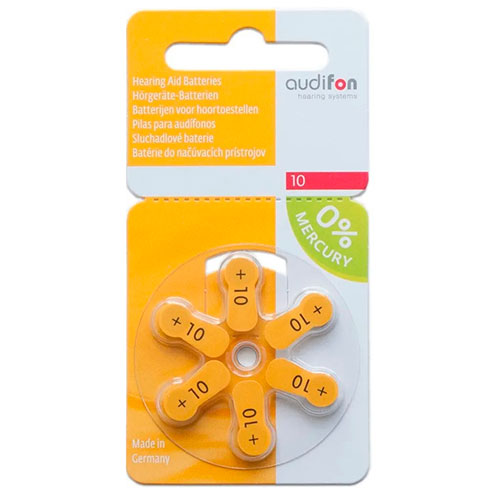 Hearing Aid Batteries
Hörgeräte-Batterien
Batterijen voor hoortoestellen
Pilas para audífonos
Sluchadlové baterie
Batérie do načúvacích prístrojov
audifon
hearing systems
10
0%
MERCURY
+ 10
10 +
10 +
+ 10
10 +
10 +
Made in
Germany